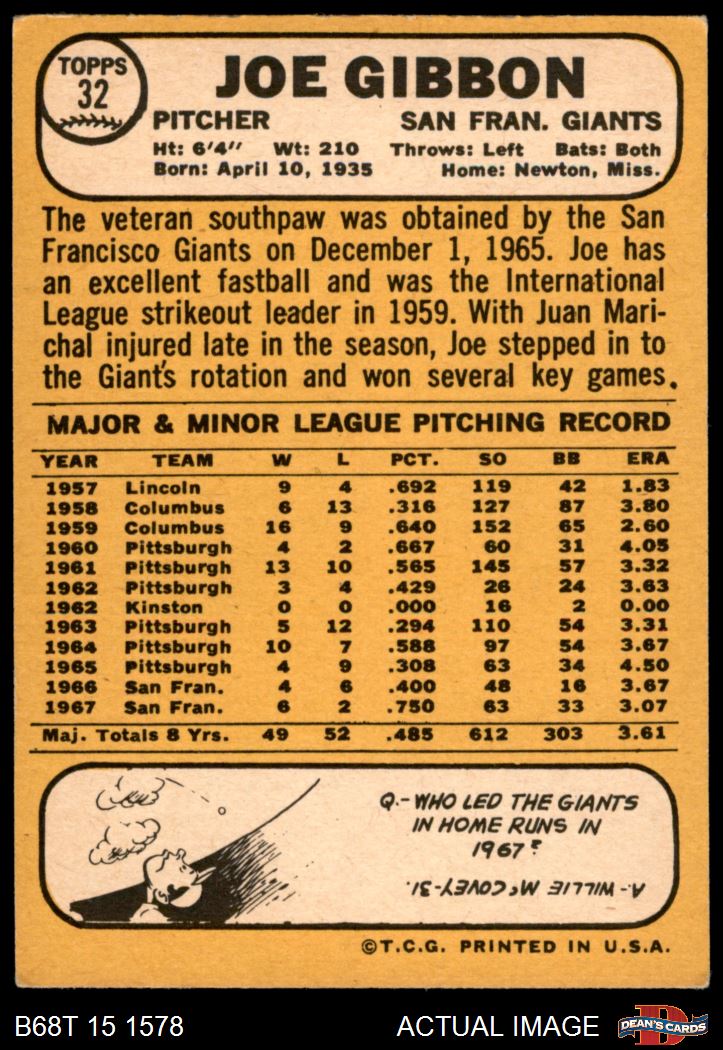 TOPPS
32
JOE GIBBON
PITCHER SAN FRAN. GIANTS
Ht: 6'4" Wt: 210 Throws: Left Bats: Both
Born: April 10, 1935 Home: Newton, Miss.
The veteran southpaw was obtained by the San
Francisco Giants on December 1, 1965. Joe has
an excellent fastball and was the International
League strikeout leader in 1959. With Juan Mari-
chal injured late in the season, Joe stepped in to
the Giant's rotation and won several key games.
MAJOR & MINOR LEAGUE PITCHING RECORD
YEAR TEAM W L PCT. SO BB ERA
1957 Lincoln 9 4 .692 119 42 1.83
1958 Columbus 6 13 .316 127 87 3.80
1959 Columbus 16 9 .640 152 65 2.60
1960 Pittsburgh 4 2 .667 60 31 4.05
1961 Pittsburgh 13 10 .565 145 57 3.32
1962 Pittsburgh 3 4 .429 26 24 3.63
1962 Kinston 0 0 .000 16 2 0.00
1963 Pittsburgh 5 12 .294 110 54 3.31
1964 Pittsburgh 10 7 .588 97 54 3.67
1965 Pittsburgh 4 9 .308 63 34 4.50
1966 San Fran. 4 6 .400 48 16 3.67
1967 San Fran. 6 2 .750 63 33 3.07
Maj. Totals 8 Yrs. 49 52 .485 612 303 3.61
Q.-WHO LED THE GIANTS
IN HOME RUNS IN
1967?
A-WILLIE McCOVEY-31.
©T.C.G. PRINTED IN U.S.A.
B68T 15 1578 ACTUAL IMAGE D DEAN'S CARDS